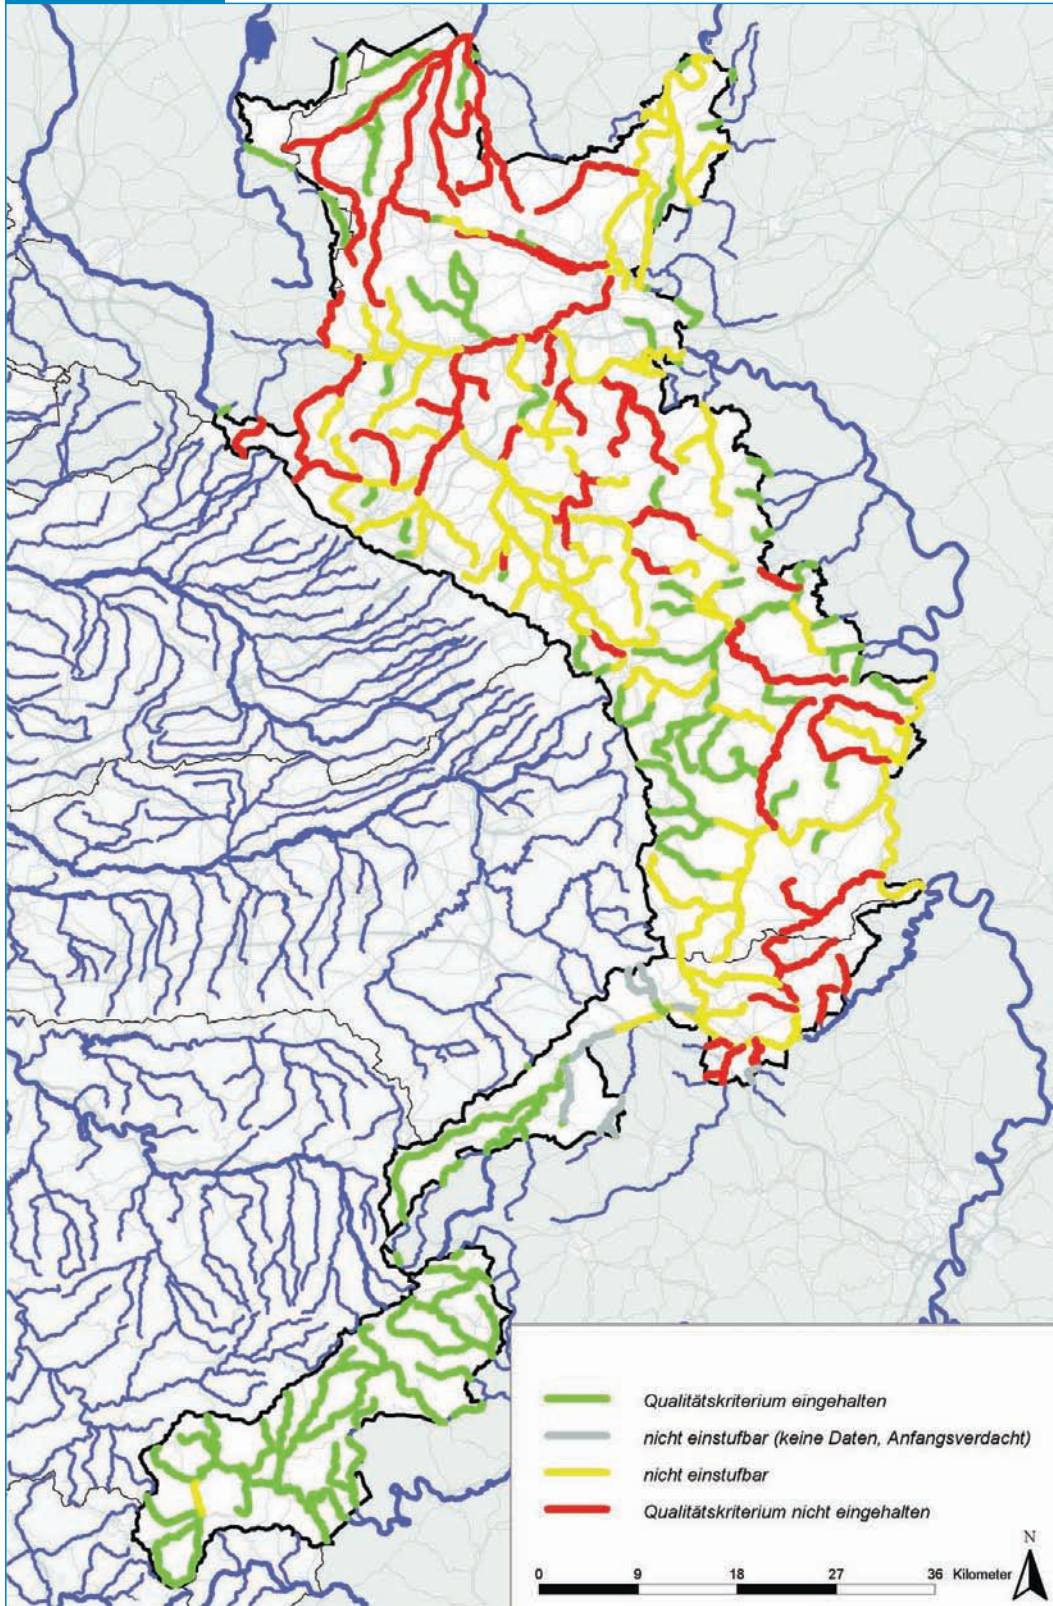 Qualitätskriterium eingehalten
nicht einstufbar (keine Daten, Anfangsverdacht)
nicht einstufbar
Qualitätskriterium nicht eingehalten
N
0 9 18 27 36 Kilometer